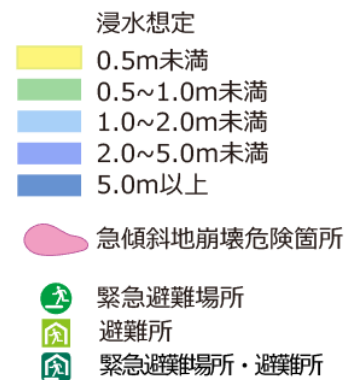 浸水想定
0.5m未満
0.5~1.0m未満
1.0~2.0m未満
2.0~5.0m未満
5.0m以上
急傾斜地崩壊危険箇所
緊急避難場所
避難所
緊急避難場所・避難所